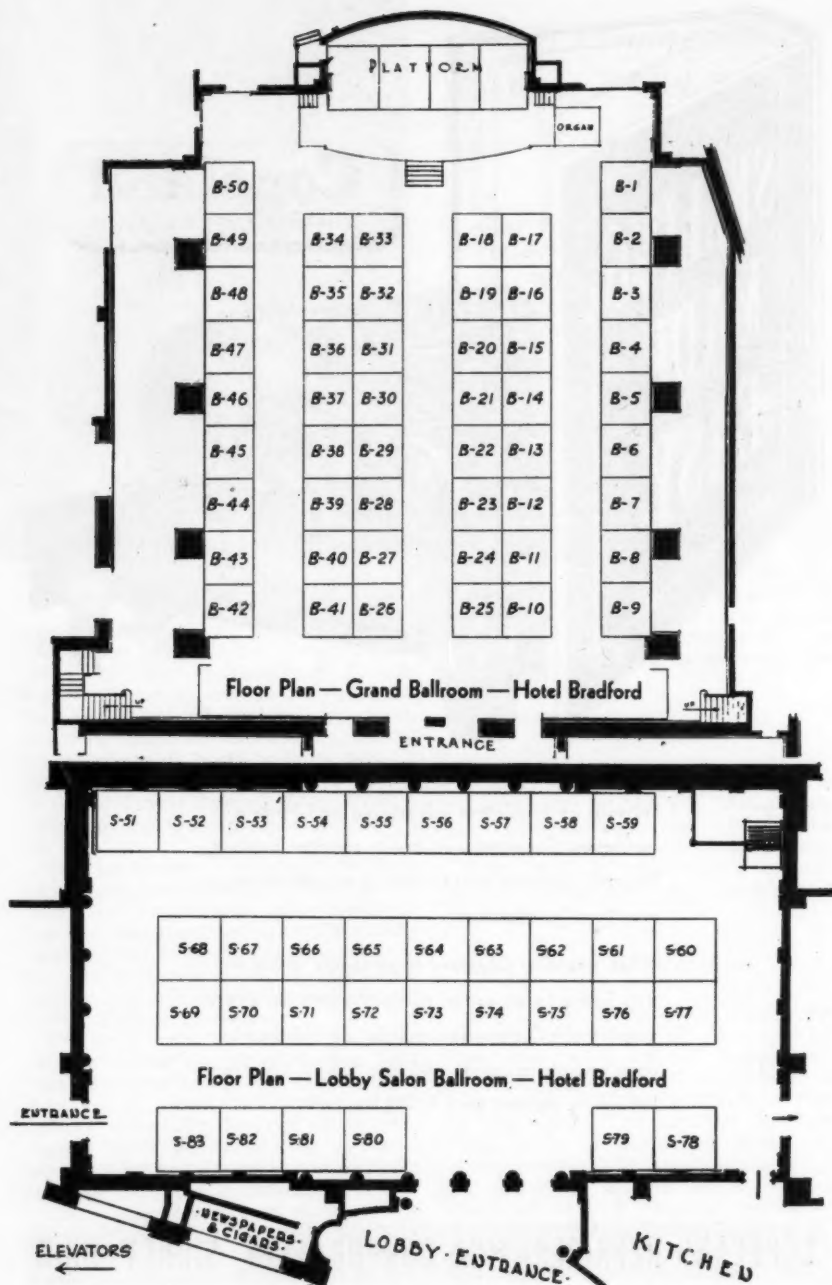 PLATFORM
ORGAN
B-50 B-1
B-49 B-34 B-33 B-18 B-17 B-2
B-48 B-35 B-32 B-19 B-16 B-3
B-47 B-36 B-31 B-20 B-15 B-4
B-46 B-37 B-30 B-21 B-14 B-5
B-45 B-38 B-29 B-22 B-13 B-6
B-44 B-39 B-28 B-23 B-12 B-7
B-43 B-40 B-27 B-24 B-11 B-8
B-42 B-41 B-26 B-25 B-10 B-9
Floor Plan — Grand Ballroom — Hotel Bradford
UP UP
ENTRANCE
S-51 S-52 S-53 S-54 S-55 S-56 S-57 S-58 S-59
S-68 S-67 S-66 S-65 S-64 S-63 S-62 S-61 S-60
S-69 S-70 S-71 S-72 S-73 S-74 S-75 S-76 S-77
Floor Plan — Lobby Salon Ballroom — Hotel Bradford
ENTRANCE
S-83 S-82 S-81 S-80 S-79 S-78
·NEWSPAPERS·
& CIGARS·
ELEVATORS
LOBBY·ENTRANCE·
KITCHEN